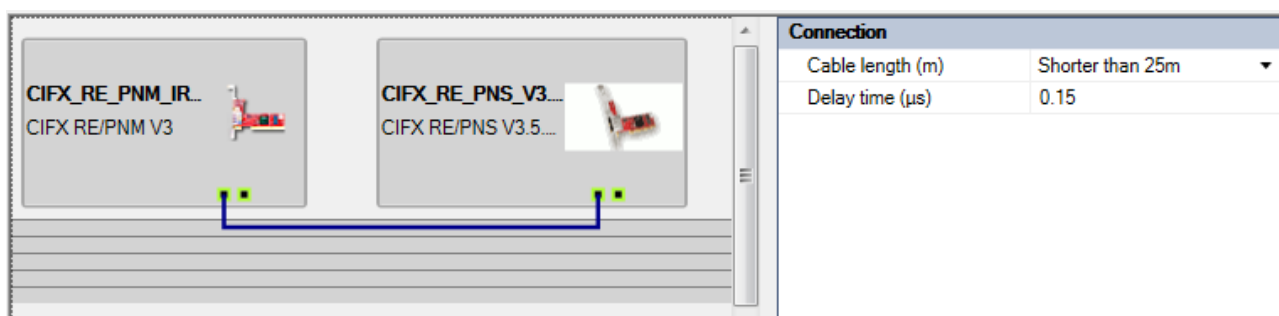 CIFX_RE_PNM_IR...
CIFX RE/PNM V3
CIFX_RE_PNS_V3....
CIFX RE/PNS V3.5....
Connection
Cable length (m) Shorter than 25m
Delay time (µs) 0.15